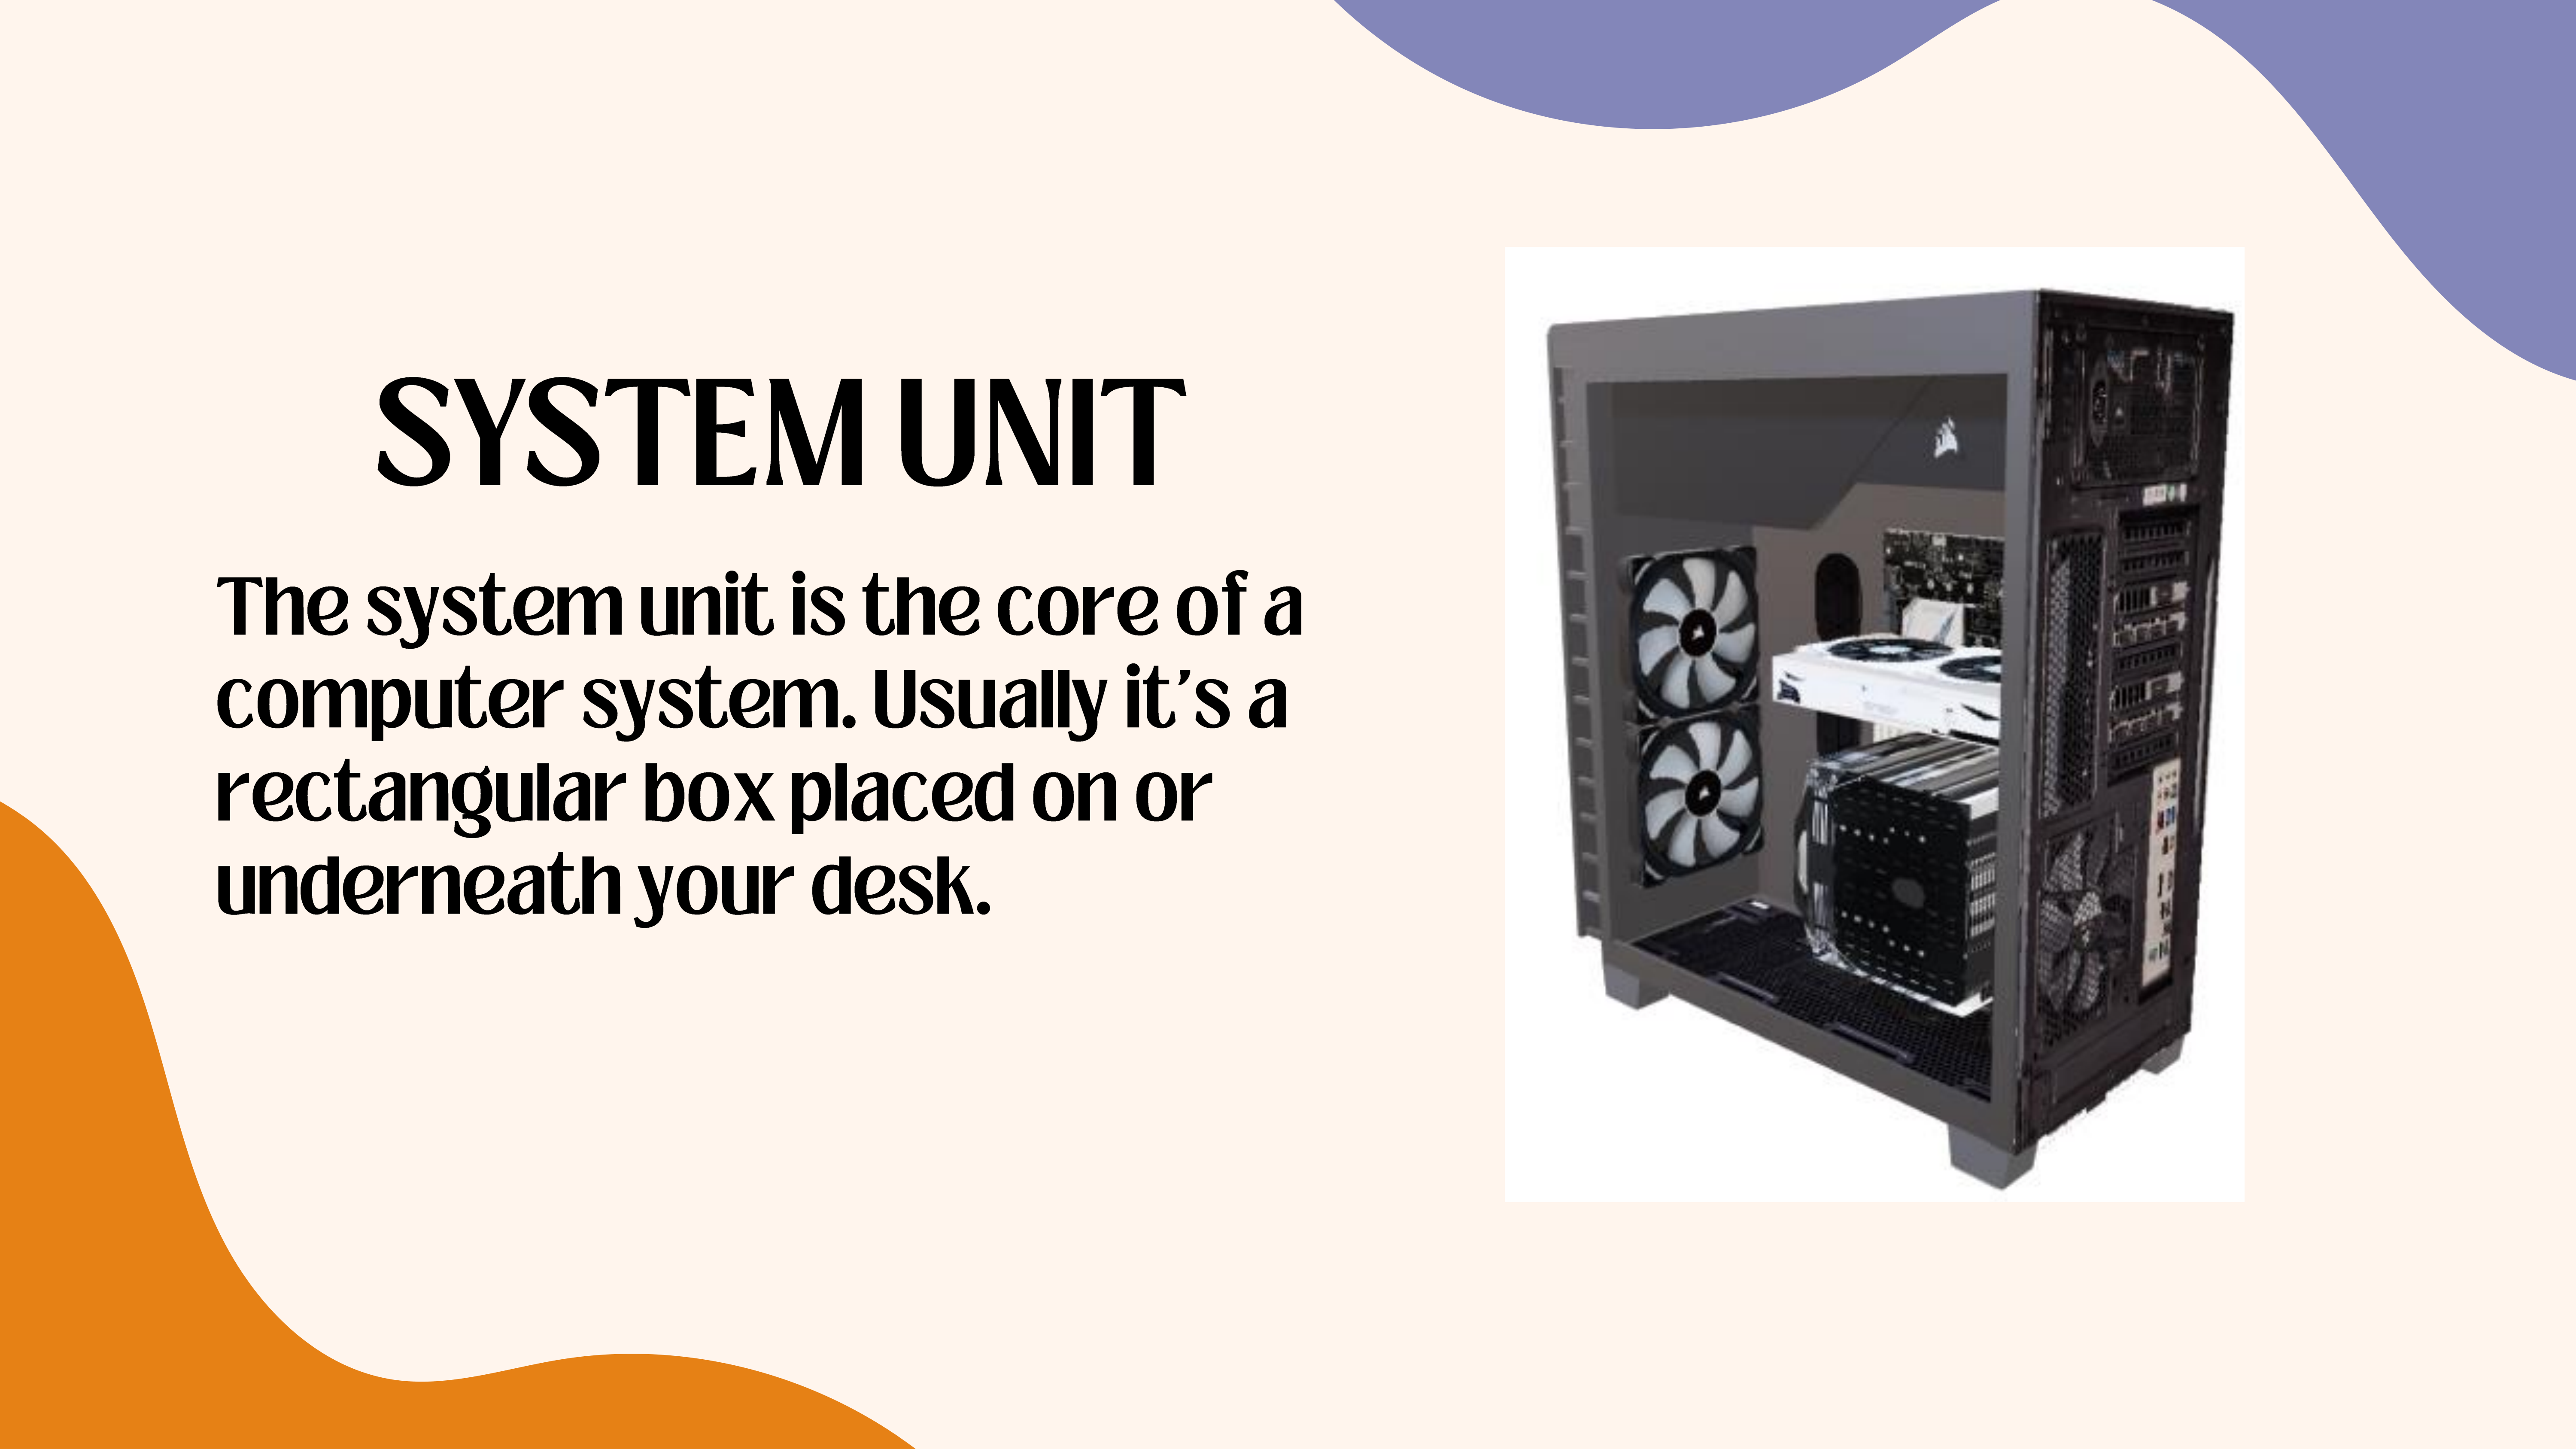 SYSTEM UNIT
The system unit is the core of a
computer system. Usually it's a
rectangular box placed on or
underneath your desk.